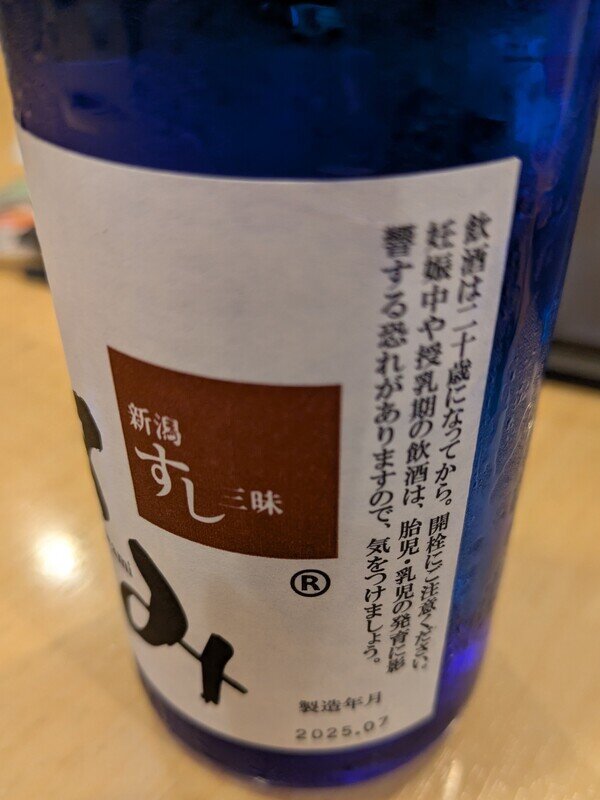 飲酒は二十歳になってから。開栓にご注意ください。
妊娠中や授乳期の飲酒は、胎児・乳児の発育に影
響する恐れがありますので、気をつけましょう。
新潟
すし三昧
®
み
製造年月
2025.07